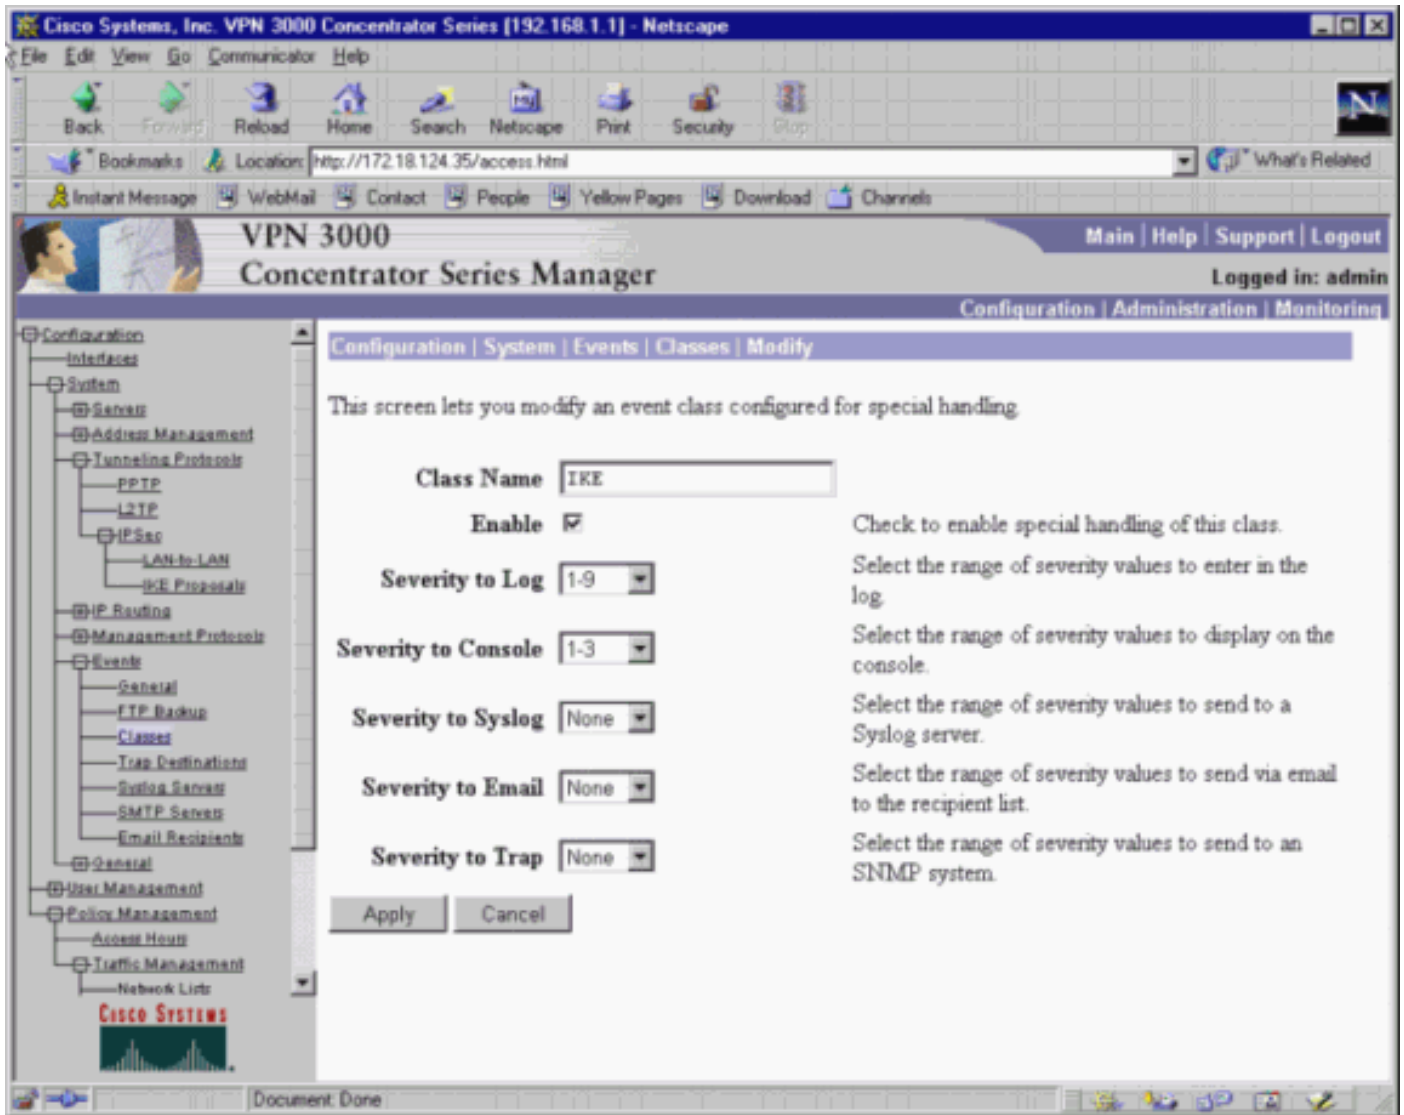 Cisco Systems, Inc. VPN 3000 Concentrator Series [192.168.1.1] - Netscape
File Edit View Go Communicator Help
Back Forward Reload Home Search Netscape Print Security Stop
Bookmarks Location: http://172.18.124.35/access.html What's Related
Instant Message WebMail Contact People Yellow Pages Download Channels
VPN 3000
Concentrator Series Manager
Main | Help | Support | Logout
Logged in: admin
Configuration | Administration | Monitoring
Configuration
Interfaces
System
Servers
Address Management
Tunneling Protocols
PPTP
L2TP
IPSec
LAN-to-LAN
IKE Proposals
IP Routing
Management Protocols
Events
General
FTP Backup
Classes
Trap Destinations
Syslog Servers
SMTP Servers
Email Recipients
General
User Management
Policy Management
Access Hours
Traffic Management
Network Lists
CISCO SYSTEMS
Configuration | System | Events | Classes | Modify
This screen lets you modify an event class configured for special handling.
Class Name IKE
Enable Check to enable special handling of this class.
Severity to Log 1-9 Select the range of severity values to enter in the
log.
Severity to Console 1-3 Select the range of severity values to display on the
console.
Severity to Syslog None Select the range of severity values to send to a
Syslog server.
Severity to Email None Select the range of severity values to send via email
to the recipient list.
Severity to Trap None Select the range of severity values to send to an
SNMP system.
Apply Cancel
Document: Done